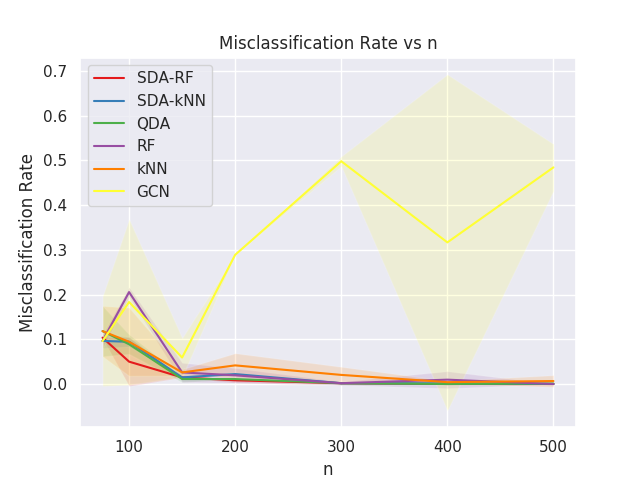 Misclassification Rate vs n
SDA-RF
SDA-kNN
QDA
RF
kNN
GCN
Misclassification Rate
0.7
0.6
0.5
0.4
0.3
0.2
0.1
0.0
100 200 300 400 500
n